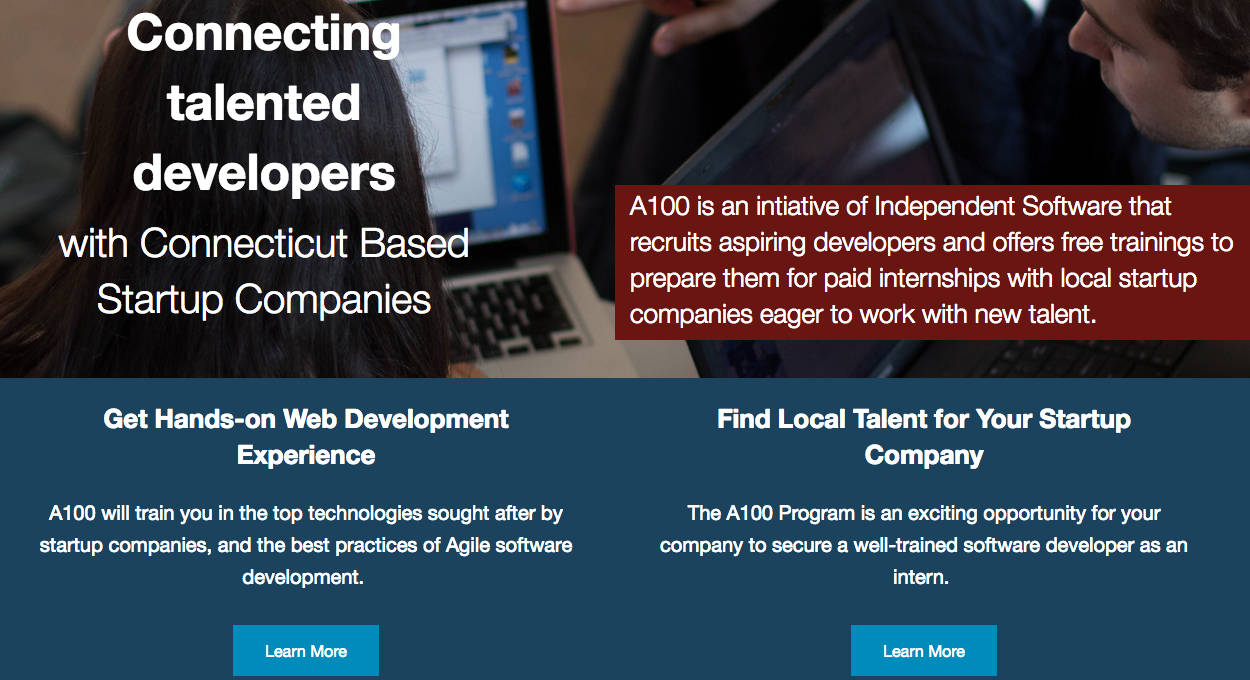 Connecting
talented
developers
with Connecticut Based
Startup Companies
A100 is an intiative of Independent Software that
recruits aspiring developers and offers free trainings to
prepare them for paid internships with local startup
companies eager to work with new talent.
Get Hands-on Web Development
Experience
A100 will train you in the top technologies sought after by
startup companies, and the best practices of Agile software
development.
Learn More
Find Local Talent for Your Startup
Company
The A100 Program is an exciting opportunity for your
company to secure a well-trained software developer as an
intern.
Learn More